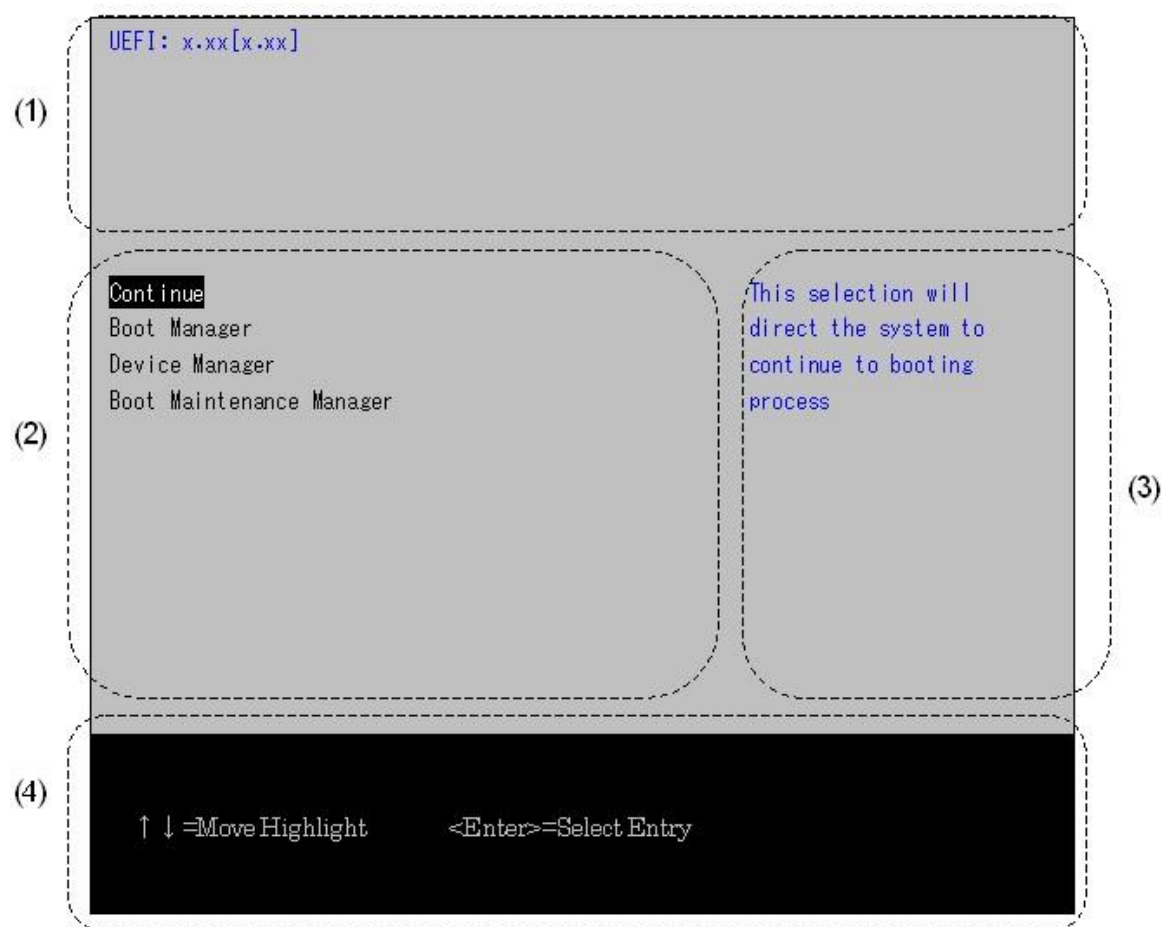 UEFI: x.xx[x.xx]
(1)
Continue
Boot Manager
Device Manager
Boot Maintenance Manager
(2)
This selection will
direct the system to
continue to booting
process
(3)
(4)
↑ ↓ =Move Highlight <Enter>=Select Entry